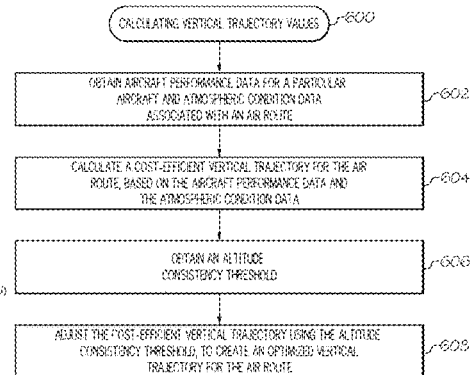 CALCULATING VERTICAL TRAJECTORY VALUES
600
OBTAIN AIRCRAFT PERFORMANCE DATA FOR A PARTICULAR
AIRCRAFT AND ATMOSPHERIC CONDITION DATA
ASSOCIATED WITH AN AIR ROUTE
602
CALCULATE A COST-EFFICIENT VERTICAL TRAJECTORY FOR THE AIR
ROUTE, BASED ON THE AIRCRAFT PERFORMANCE DATA AND
THE ATMOSPHERIC CONDITION DATA
604
OBTAIN AN ALTITUDE
CONSISTENCY THRESHOLD
606
ADJUST THE COST-EFFICIENT VERTICAL TRAJECTORY USING THE ALTITUDE
CONSISTENCY THRESHOLD, TO CREATE AN OPTIMIZED VERTICAL
TRAJECTORY FOR THE AIR ROUTE
608